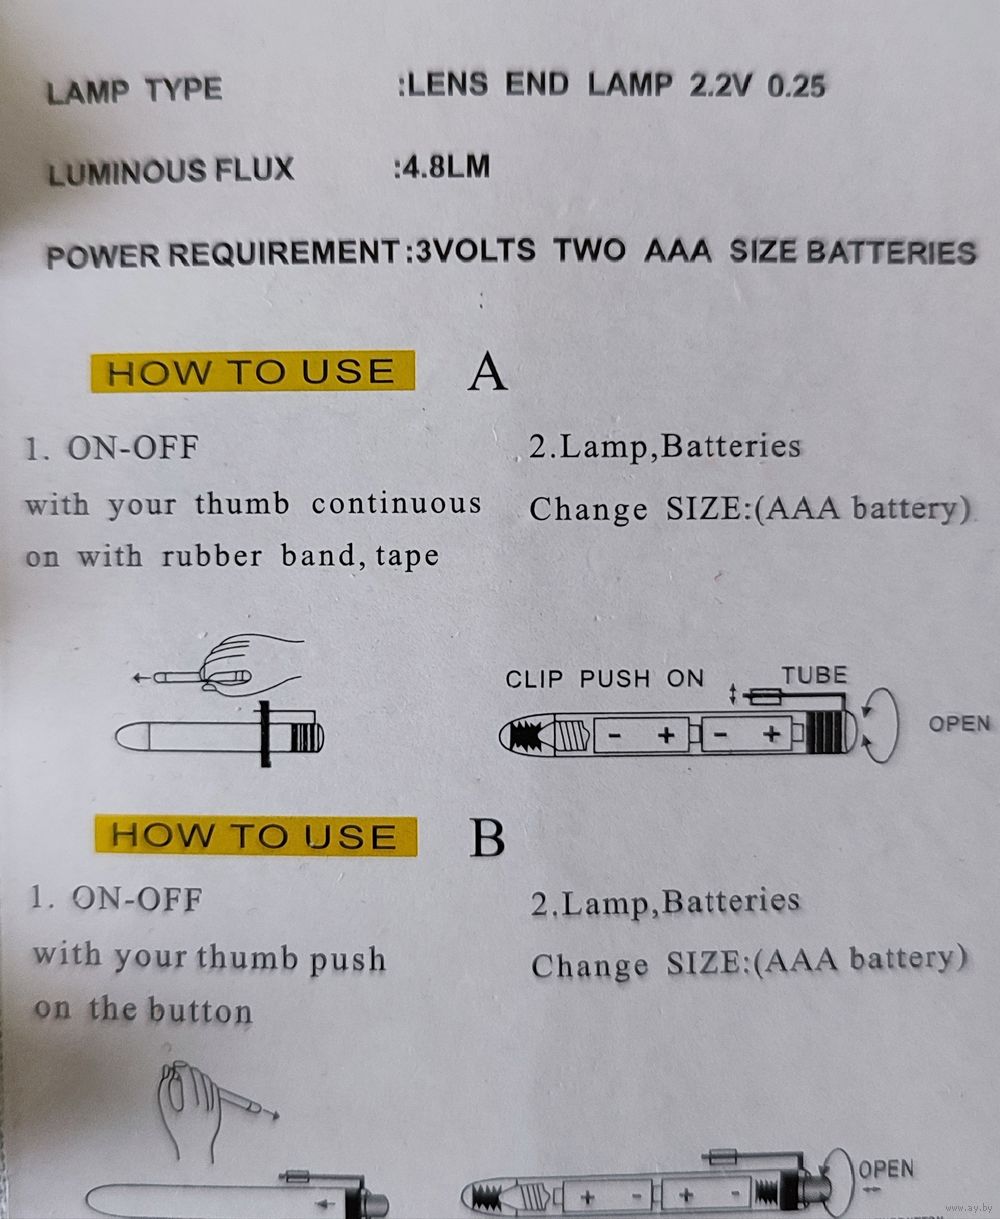 LAMP TYPE :LENS END LAMP 2.2V 0.25
LUMINOUS FLUX :4.8LM
POWER REQUIREMENT:3VOLTS TWO AAA SIZE BATTERIES
HOW TO USE A
1. ON-OFF
with your thumb continuous
on with rubber band, tape
2.Lamp,Batteries
Change SIZE:(AAA battery)
CLIP PUSH ON TUBE
OPEN
- + - +
HOW TO USE B
1. ON-OFF
with your thumb push
on the button
2.Lamp,Batteries
Change SIZE:(AAA battery)
OPEN
+ - + -
www.ay.by